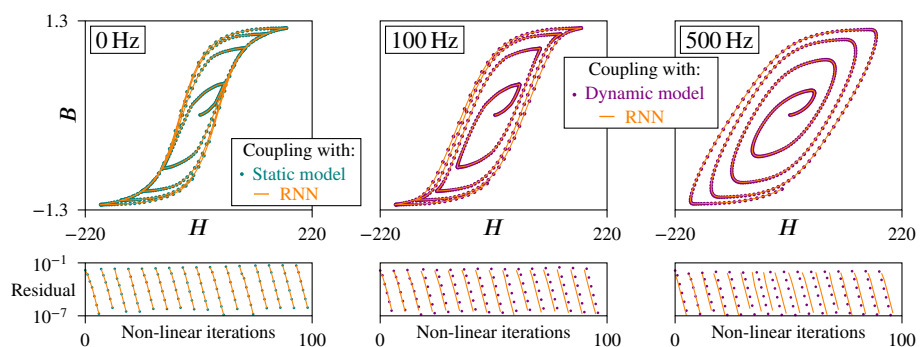 1.3
0 Hz
100 Hz
500 Hz
B
Coupling with:
Static model
RNN
Coupling with:
Dynamic model
RNN
−1.3
−220
H
220
−220
H
220
−220
H
220
10−1
Residual
10−7
0
Non-linear iterations
98
0
Non-linear iterations
100
0
Non-linear iterations
100